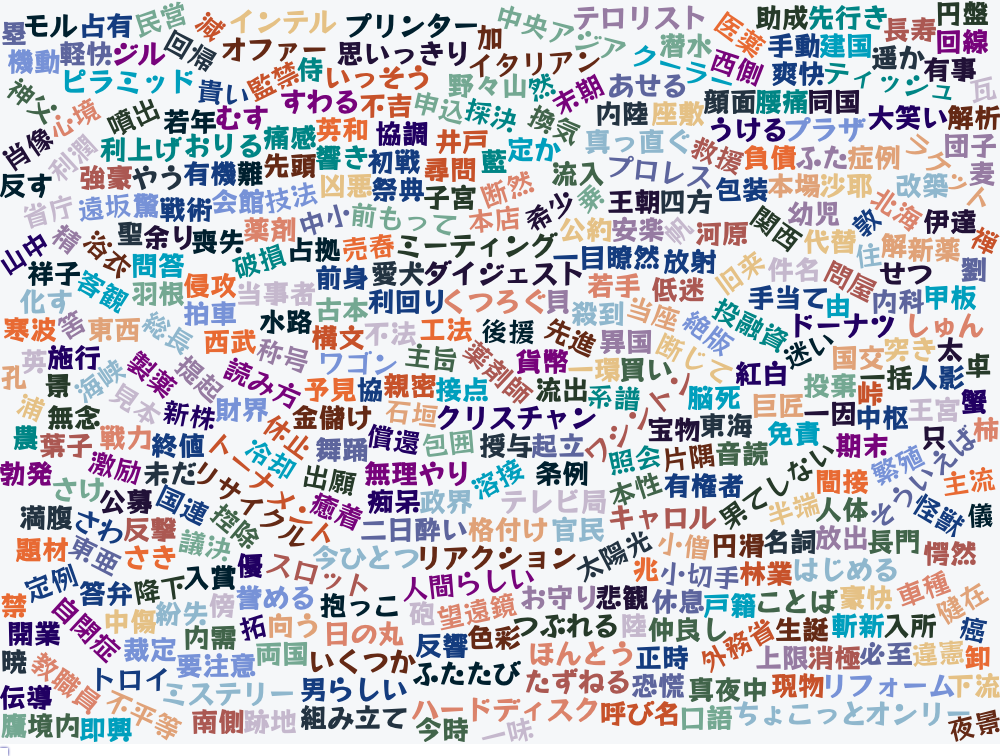 塁 モル 占有 民営 減 インテル プリンター 加 中央アジア テロリスト 医薬 助成 先行き 長寿 円盤
機動 軽快 ジル 回帰 オファー 思いっきり イタリアン クーラー 潜水 西側 手動 建国 遥か 回線
ピラミッド 貴い 監禁 侍 いっそう 野々山 然 末期 あせる 爽快 ティッシュ 有事 瓦
神々 心境 噴出 若年 むす すわる 不吉 申込 採決 換気 内陸 座敷 顔面 腰痛 同国 大笑い 解析
肖像 利潤 利上げ おりる 痛感 英和 協調 井戸 藍 定か 真っ直ぐ 救援 うける プラザ 団子
反す 強豪 やう 有機 難 先頭 響き 初戦 尋問 流入 プロレス 負債 ふた 症例 麦
省庁 遠坂 驚 戦術 会館 技法 凶悪 祭典 子宮 断然 希少 王朝 四方 包装 本場 沙耶 改築
山中 精 浴衣 聖 余り 喪失 薬剤 中小 前もって 本店 公約 安楽 河原 関西 幼児 敦 北海 伊達 禅
祥子 客観 問答 破損 占拠 売春 ミーティング 一目瞭然 放射 旧来 代替 住 解 新薬
化す 羽根 侵攻 当事者 前身 愛犬 ダイジェスト 若手 低迷 件名 問屋 せつ 劉
寒波 笛 東西 総長 拍車 水路 古本 利回り くつろぐ 貝 殺到 当座 絶版 投融資 手当て 由 内科 甲板
西武 称号 構文 不法 工法 後援 先進 異国 断じて ドーナツ しゅん
英 施行 製薬 提起 読み方 ワゴン 主旨 薬剤師 貨幣 一環 買い 迷い 国交 突き 太 卓
孔 景 海峡 見本 予見 協 親密 接点 流出 系譜 ワシントン 脳死 紅白 投棄 峠 一括 人影 蟹
浦 無念 新株 財界 金儲け 石垣 クリスチャン 宝物 東海 巨匠 一因 中枢 王宮
農 葉子 戦力 終値 トーナメント 休止 舞踊 償還 包囲 授与 起立 照会 片隅 音読 免責 期末 只 柿
勃発 激励 未だ リサイクル 冷却 出願 無理やり 溶接 条例 果てしない 間接 繁殖 そういえば 主流
さけ 公募 国連 癒着 痴呆 政界 テレビ局 本性 有権者 半端 人体 怪獣 儀
満腹 さわ 反撃 控除 二日酔い 格付け 官民 キャロル
題材 東亜 さき 議決 今ひとつ リアクション 太陽光 小僧 円滑 名詞 放出 長門 愕然
定例 答弁 降下 入賞 優 スロット 人間らしい 兆 小切手 林業 はじめる
禁 自閉症 中傷 紛失 傍 誉める 抱っこ 砲 望遠鏡 お守り 悲観 休息 戸籍 ことば 豪快 車種 健在
開業 裁定 内需 拓 向う 日の丸 反響 色彩 つぶれる 陸 仲良し 外務省 生誕 斬新 入所 癌
暁 教職員 トロイ 要注意 両国 いくつか ふたたび ほんとう 正時 上限 消極 必至 違憲 卸
伝導 不平等 ミステリー 男らしい たずねる 恐慌 真夜中 現物 リフォーム 下流
鷹 境内 即興 南側 跡地 組み立て 今時 ハードディスク 一味 呼び名 口語 ちょこっと オンリー 夜景